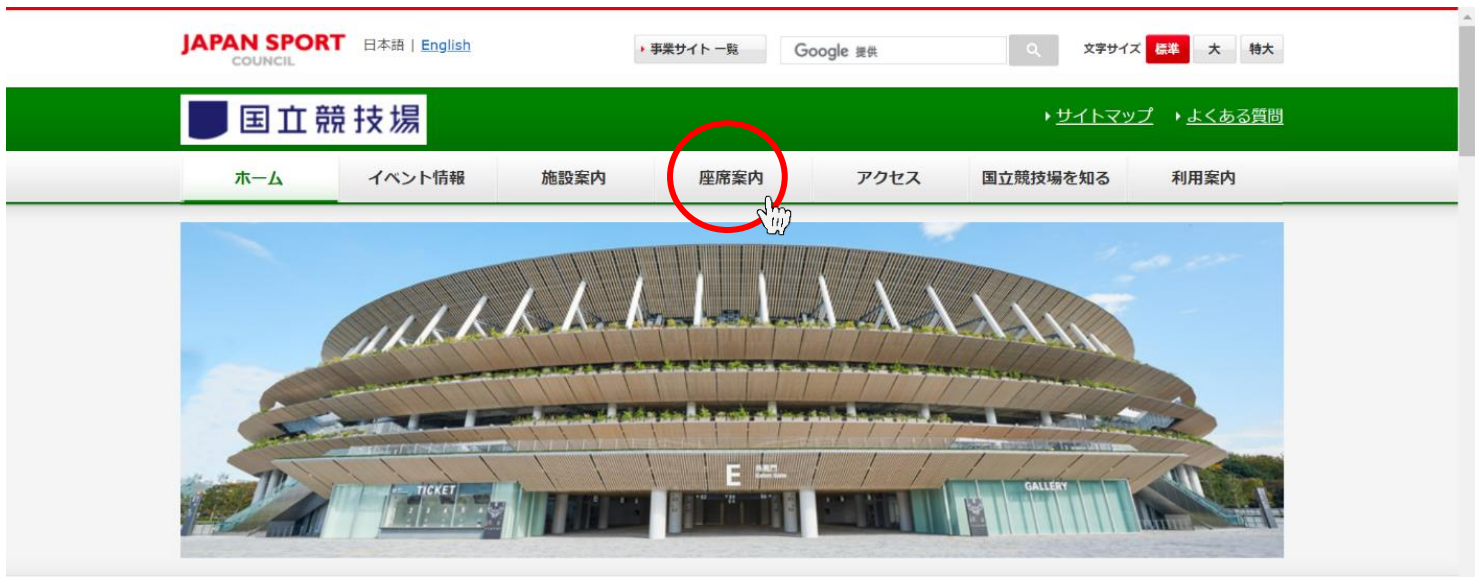 JAPAN SPORT
COUNCIL
日本語 | English
事業サイト 一覧
Google 提供
文字サイズ 標準 大 特大
国立競技場
サイトマップ
よくある質問
ホーム イベント情報 施設案内 座席案内 アクセス 国立競技場を知る 利用案内
E
TICKET
GALLERY